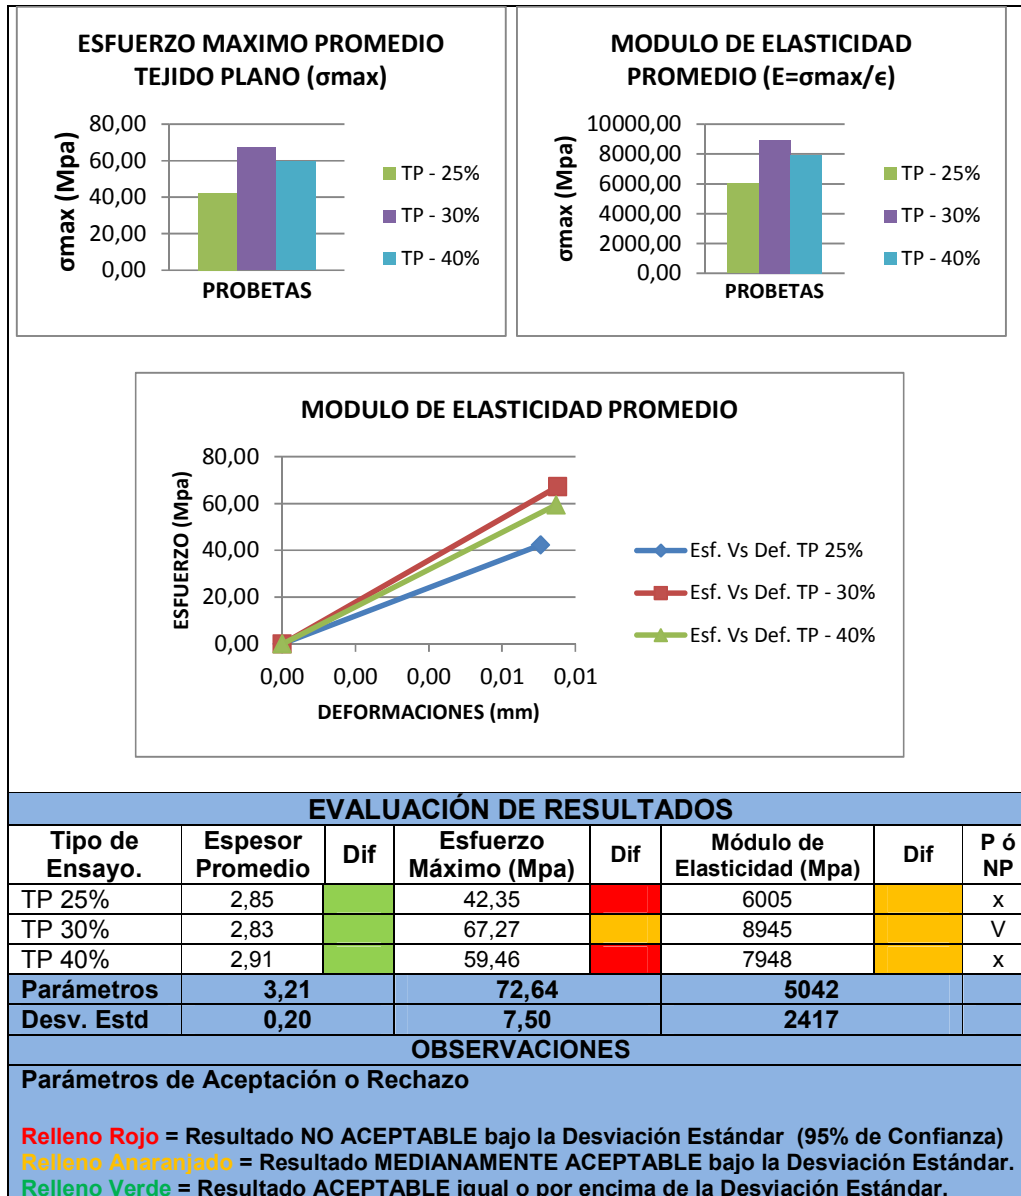 ESFUERZO MAXIMO PROMEDIO
TEJIDO PLANO (σmax)
σmax (Mpa)
80,00
60,00
40,00
20,00
0,00
PROBETAS
TP - 25%
TP - 30%
TP - 40%
MODULO DE ELASTICIDAD
PROMEDIO (E=σmax/ϵ)
σmax (Mpa)
10000,00
8000,00
6000,00
4000,00
2000,00
0,00
PROBETAS
TP - 25%
TP - 30%
TP - 40%
MODULO DE ELASTICIDAD PROMEDIO
ESFUERZO (Mpa)
80,00
60,00
40,00
20,00
0,00
0,00 0,00 0,00 0,01 0,01
DEFORMACIONES (mm)
Esf. Vs Def. TP 25%
Esf. Vs Def. TP - 30%
Esf. Vs Def. TP - 40%
EVALUACIÓN DE RESULTADOS
Tipo de Ensayo. Espesor Promedio Dif Esfuerzo Máximo (Mpa) Dif Módulo de Elasticidad (Mpa) Dif P ó NP
TP 25% 2,85 42,35 6005 x
TP 30% 2,83 67,27 8945 V
TP 40% 2,91 59,46 7948 x
Parámetros 3,21 72,64 5042
Desv. Estd 0,20 7,50 2417
OBSERVACIONES
Parámetros de Aceptación o Rechazo
Relleno Rojo = Resultado NO ACEPTABLE bajo la Desviación Estándar (95% de Confianza)
Relleno Anaranjado = Resultado MEDIANAMENTE ACEPTABLE bajo la Desviación Estándar.
Relleno Verde = Resultado ACEPTABLE igual o por encima de la Desviación Estándar.